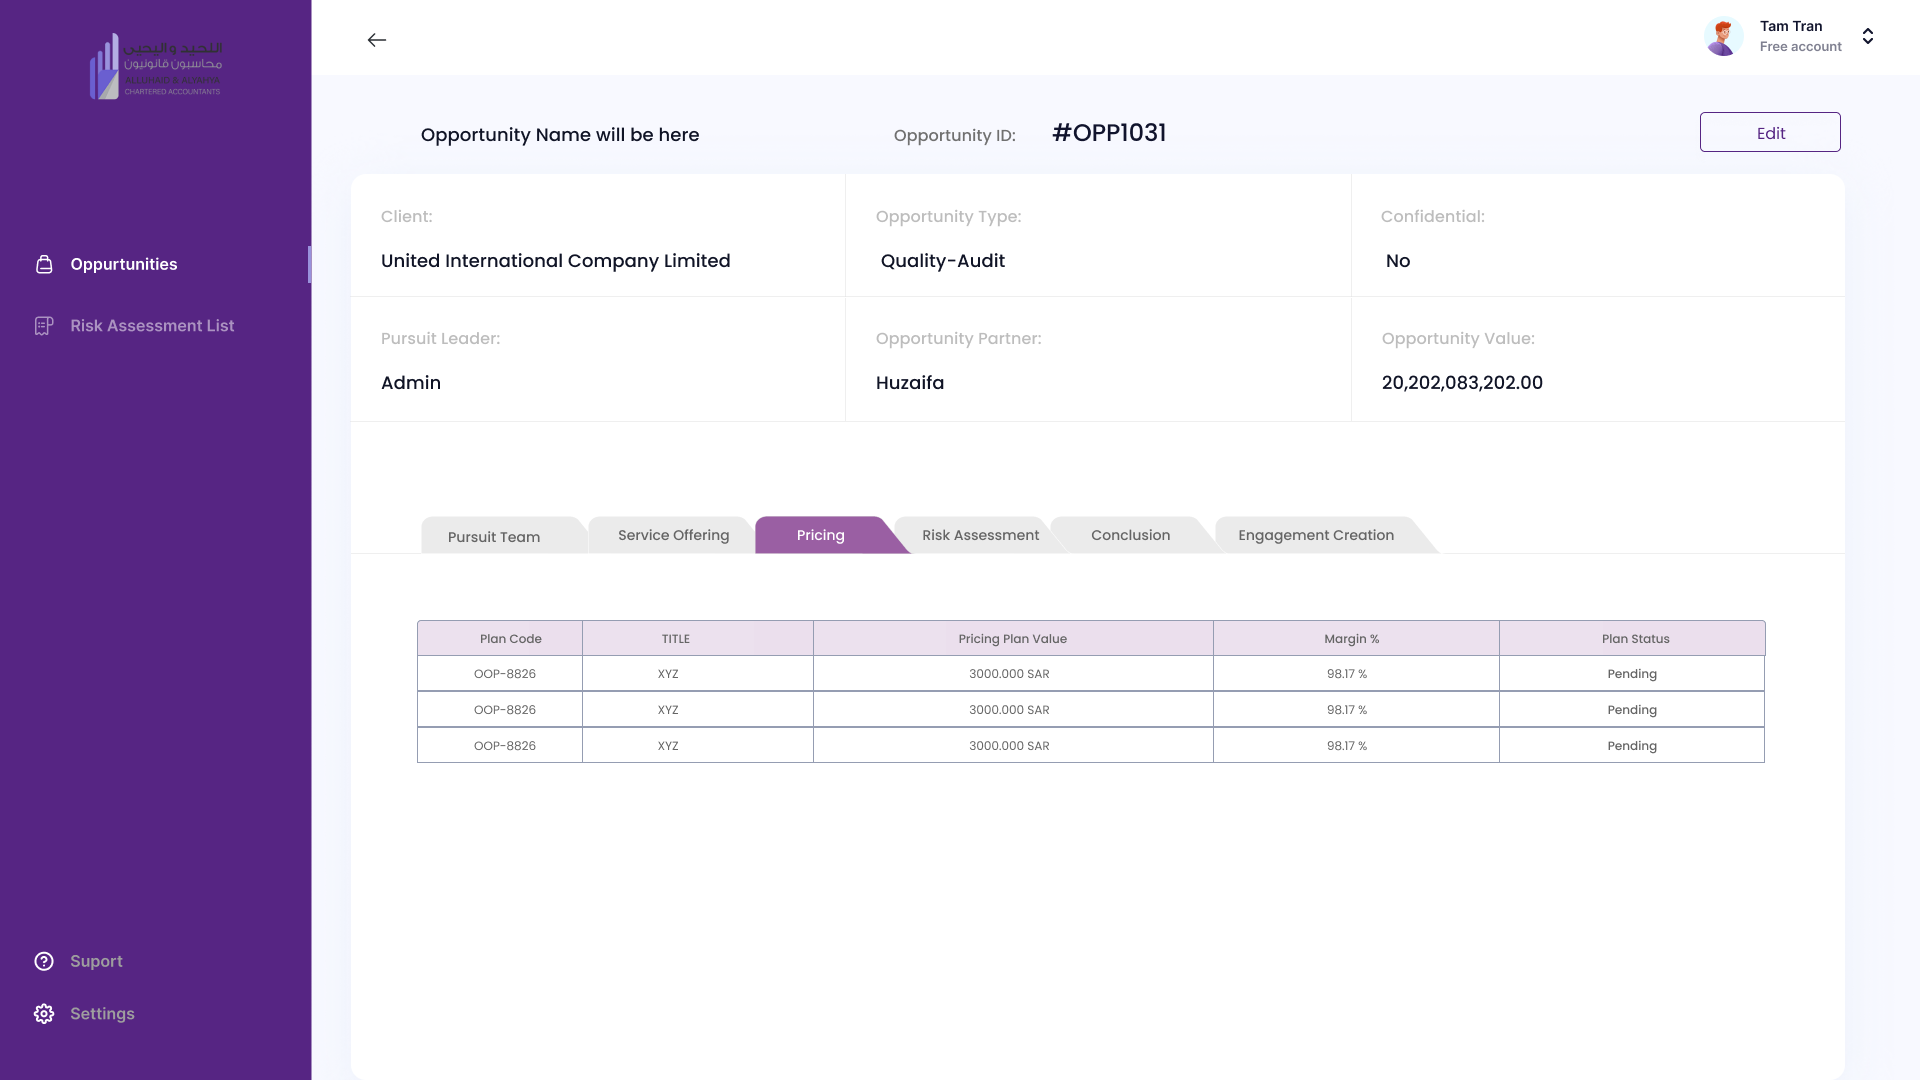 محاسبون قانونيون
CHARTERED ACCOUNTANTS
Tam Tran
Free account
Opportunity Name will be here
Opportunity ID:
#OPP1031
Edit
Oppurtunities
Risk Assessment List
Client:
Opportunity Type:
Confidential:
United International Company Limited
Quality-Audit
No
Pursuit Leader:
Opportunity Partner:
Opportunity Value:
Admin
Huzaifa
20,202,083,202.00
Pursuit Team
Service Offering
Pricing
Risk Assessment
Conclusion
Engagement Creation
Plan Code
TITLE
Pricing Plan Value
Margin %
Plan Status
OOP-8826
XYZ
3000.000 SAR
98.17 %
Pending
OOP-8826
XYZ
3000.000 SAR
98.17 %
Pending
OOP-8826
XYZ
3000.000 SAR
98.17 %
Pending
Suport
Settings